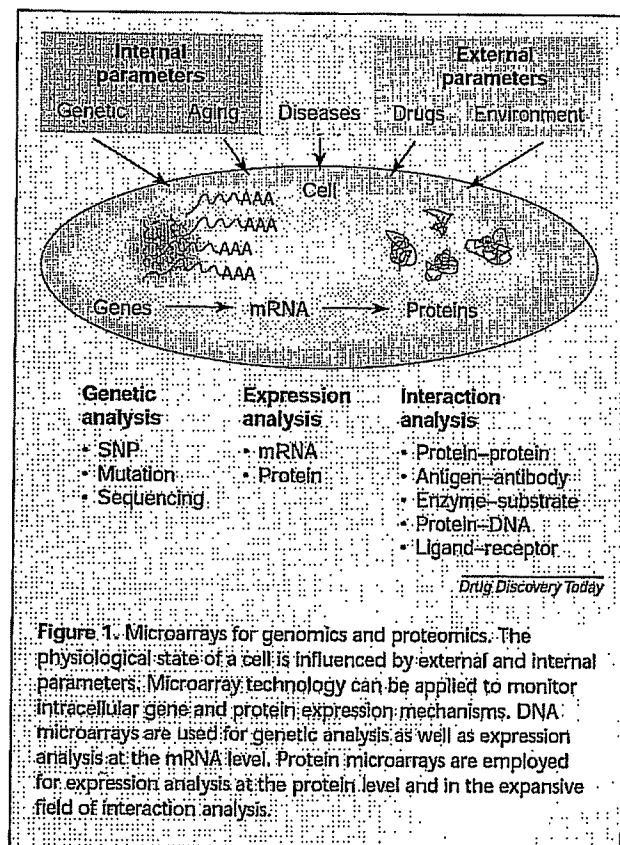 Internal
parameters
External
parameters
Genetic Aging Diseases Drugs Environment
Cell
AAA
AAA
AAA
AAA
Genes mRNA Proteins
Genetic
analysis
• SNP
• Mutation
• Sequencing
Expression
analysis
• mRNA
• Protein
Interaction
analysis
• Protein–protein
• Antigen–antibody
• Enzyme–substrate
• Protein–DNA
• Ligand–receptor
Drug Discovery Today
Figure 1. Microarrays for genomics and proteomics. The
physiological state of a cell is influenced by external and internal
parameters. Microarray technology can be applied to monitor
intracellular gene and protein expression mechanisms. DNA
microarrays are used for genetic analysis as well as expression
analysis at the mRNA level. Protein microarrays are employed
for expression analysis at the protein level and in the expansive
field of interaction analysis.